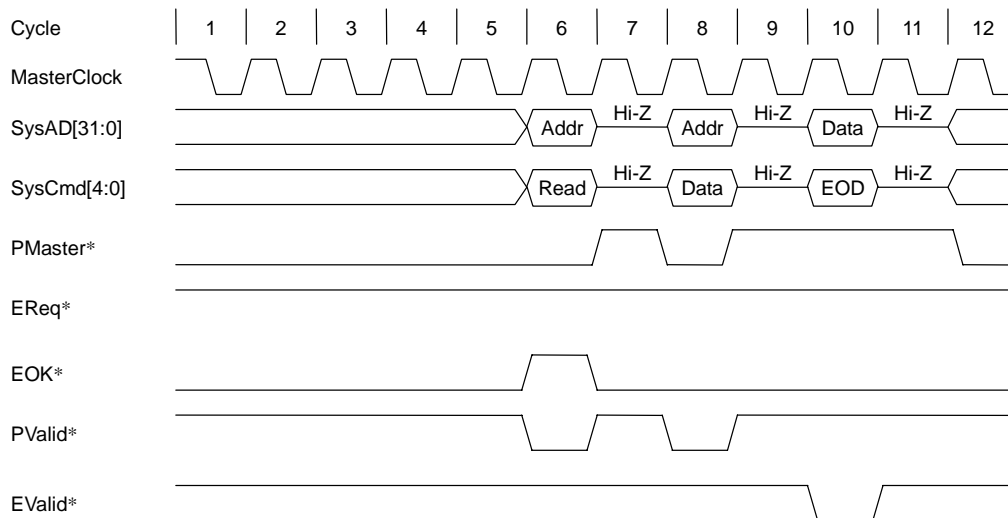 Cycle 1 2 3 4 5 6 7 8 9 10 11 12
MasterClock
SysAD[31:0] Addr Hi-Z Addr Hi-Z Data Hi-Z
SysCmd[4:0] Read Hi-Z Data Hi-Z EOD Hi-Z
PMaster*
EReq*
EOK*
PValid*
EValid*